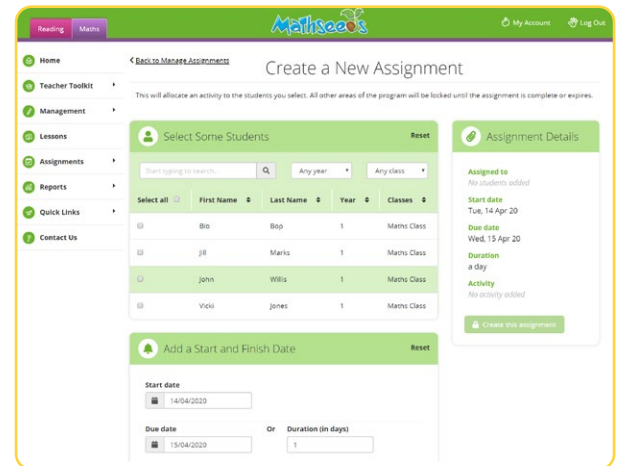 Reading Maths Mathseeds My Account Log Out
Home
Teacher Toolkit
Management
Lessons
Assignments
Reports
Quick Links
Contact Us
Back to Manage Assignments
Create a New Assignment
This will allocate an activity to the students you select. All other areas of the program will be locked until the assignment is complete or expires.
Select Some Students Reset
Start typing to search... Any year Any class
Select all First Name Last Name Year Classes
Bio Bop 1 Maths Class
Jill Marks 1 Maths Class
John Willis 1 Maths Class
Vicki Jones 1 Maths Class
Add a Start and Finish Date Reset
Start date
14/04/2020
Due date Or Duration (in days)
15/04/2020 1
Assignment Details
Assigned to
No students added
Start date
Tue, 14 Apr 20
Due date
Wed, 15 Apr 20
Duration
a day
Activity
No activity added
Create this assignment